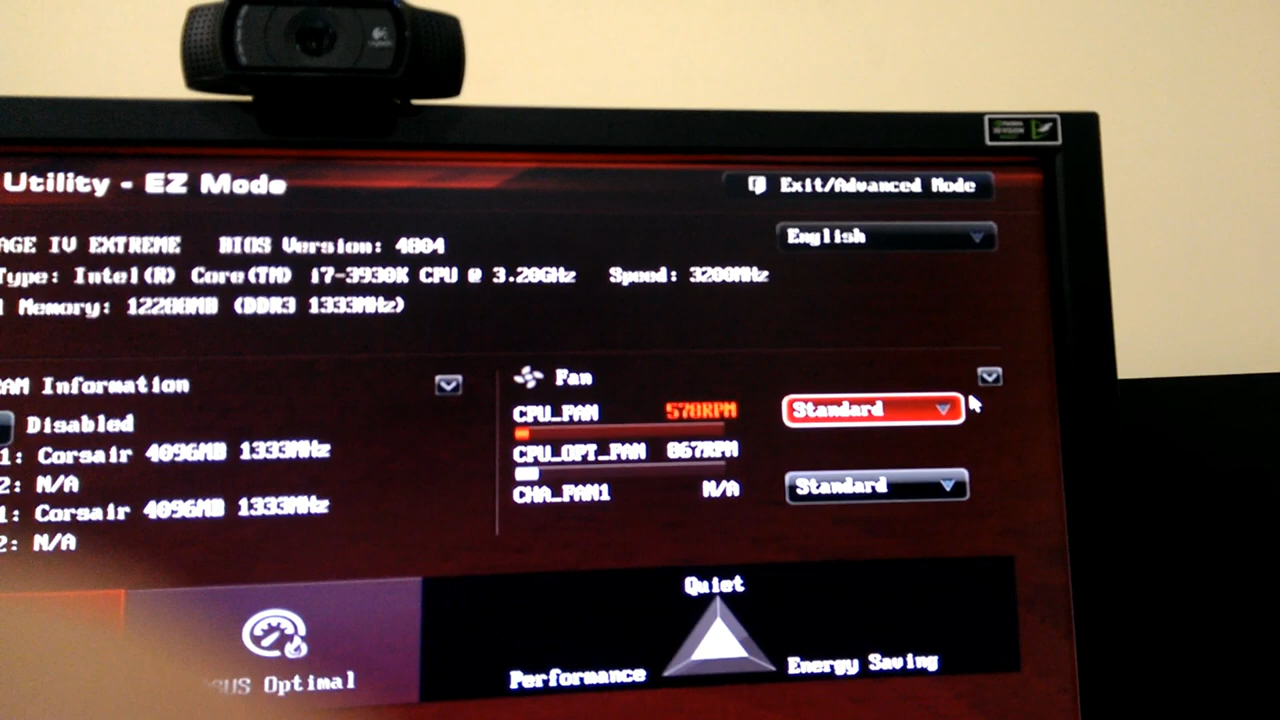 Utility - EZ Mode
Exit/Advanced Mode
English
AGE IV EXTREME BIOS Version: 4804
Type: Intel(R) Core(TM) i7-3930K CPU @ 3.20GHz Speed: 3200MHz
Memory: 12288MB (DDR3 1333MHz)
AM Information
Disabled
1: Corsair 4096MB 1333MHz
2: N/A
1: Corsair 4096MB 1333MHz
2: N/A
Fan
CPU_FAN 570RPM Standard
CPU_OPT_FAN 867RPM
CHA_FAN1 N/A Standard
Quiet
Performance
Energy Saving
SUS Optimal